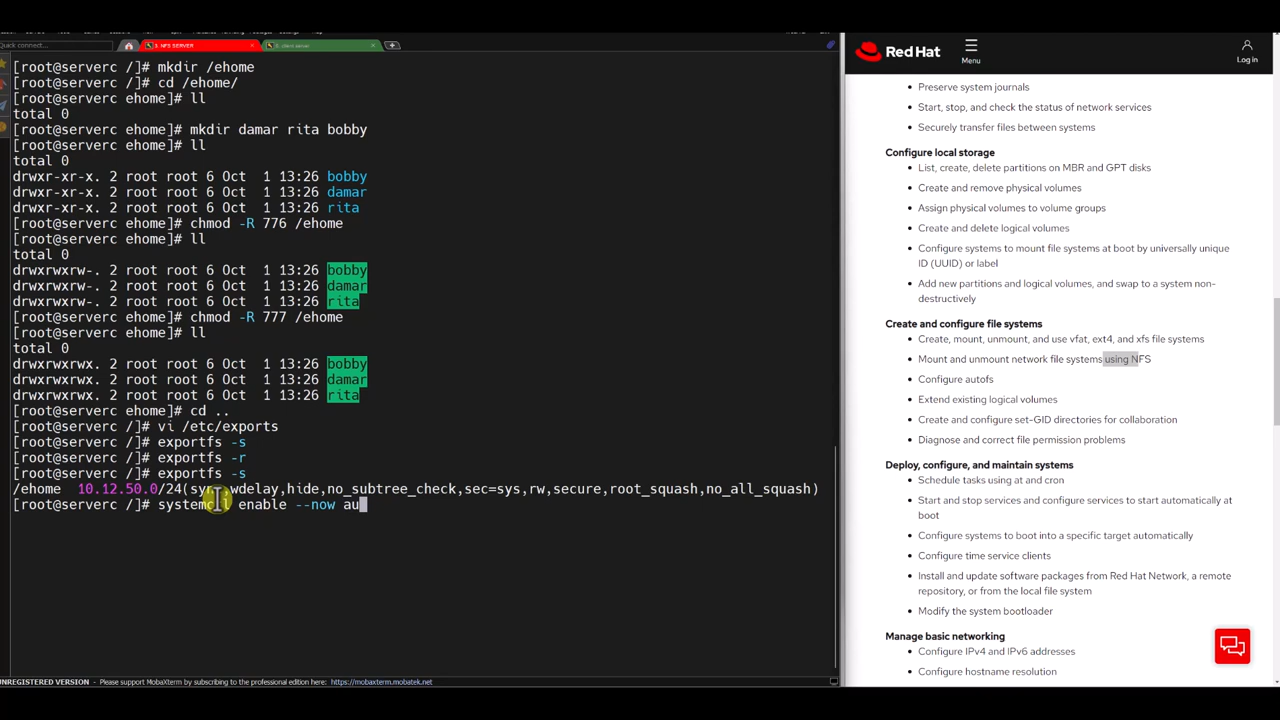 Quick connect...
3. NFS SERVER
2. client server
[root@serverc /]# mkdir /ehome
[root@serverc /]# cd /ehome/
[root@serverc ehome]# ll
total 0
[root@serverc ehome]# mkdir damar rita bobby
[root@serverc ehome]# ll
total 0
drwxr-xr-x. 2 root root 6 Oct  1 13:26 bobby
drwxr-xr-x. 2 root root 6 Oct  1 13:26 damar
drwxr-xr-x. 2 root root 6 Oct  1 13:26 rita
[root@serverc ehome]# chmod -R 776 /ehome
[root@serverc ehome]# ll
total 0
drwxrwxrw-. 2 root root 6 Oct  1 13:26 bobby
drwxrwxrw-. 2 root root 6 Oct  1 13:26 damar
drwxrwxrw-. 2 root root 6 Oct  1 13:26 rita
[root@serverc ehome]# chmod -R 777 /ehome
[root@serverc ehome]# ll
total 0
drwxrwxrwx. 2 root root 6 Oct  1 13:26 bobby
drwxrwxrwx. 2 root root 6 Oct  1 13:26 damar
drwxrwxrwx. 2 root root 6 Oct  1 13:26 rita
[root@serverc ehome]# cd ..
[root@serverc /]# vi /etc/exports
[root@serverc /]# exportfs -s
[root@serverc /]# exportfs -r
[root@serverc /]# exportfs -s
/ehome  10.12.50.0/24(sync,wdelay,hide,no_subtree_check,sec=sys,rw,secure,root_squash,no_all_squash)
[root@serverc /]# systemctl enable --now au
UNREGISTERED VERSION - Please support MobaXterm by subscribing to the professional edition here: https://mobaxterm.mobatek.net
Red Hat
Menu
Log in
Preserve system journals
Start, stop, and check the status of network services
Securely transfer files between systems
Configure local storage
List, create, delete partitions on MBR and GPT disks
Create and remove physical volumes
Assign physical volumes to volume groups
Create and delete logical volumes
Configure systems to mount file systems at boot by universally unique
ID (UUID) or label
Add new partitions and logical volumes, and swap to a system non-
destructively
Create and configure file systems
Create, mount, unmount, and use vfat, ext4, and xfs file systems
Mount and unmount network file systems using NFS
Configure autofs
Extend existing logical volumes
Create and configure set-GID directories for collaboration
Diagnose and correct file permission problems
Deploy, configure, and maintain systems
Schedule tasks using at and cron
Start and stop services and configure services to start automatically at
boot
Configure systems to boot into a specific target automatically
Configure time service clients
Install and update software packages from Red Hat Network, a remote
repository, or from the local file system
Modify the system bootloader
Manage basic networking
Configure IPv4 and IPv6 addresses
Configure hostname resolution